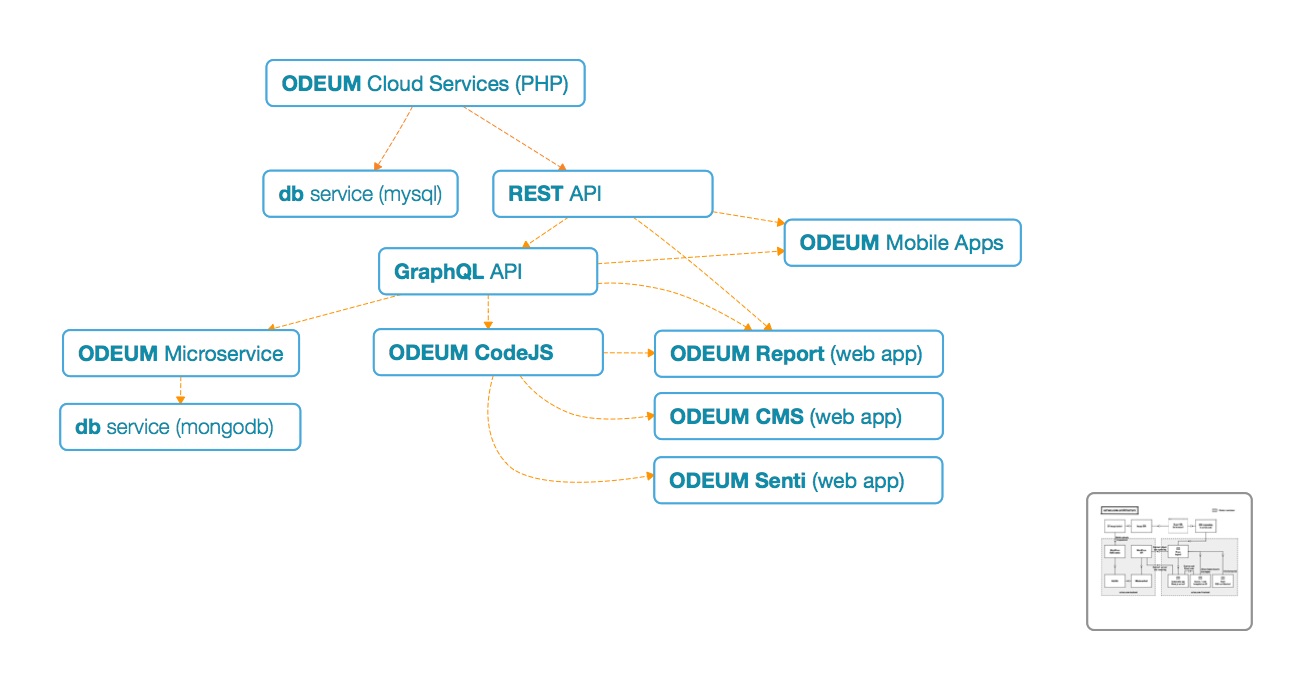 ODEUM Cloud Services (PHP)
db service (mysql)
REST API
ODEUM Mobile Apps
GraphQL API
ODEUM Microservice
ODEUM CodeJS
ODEUM Report (web app)
db service (mongodb)
ODEUM CMS (web app)
ODEUM Senti (web app)